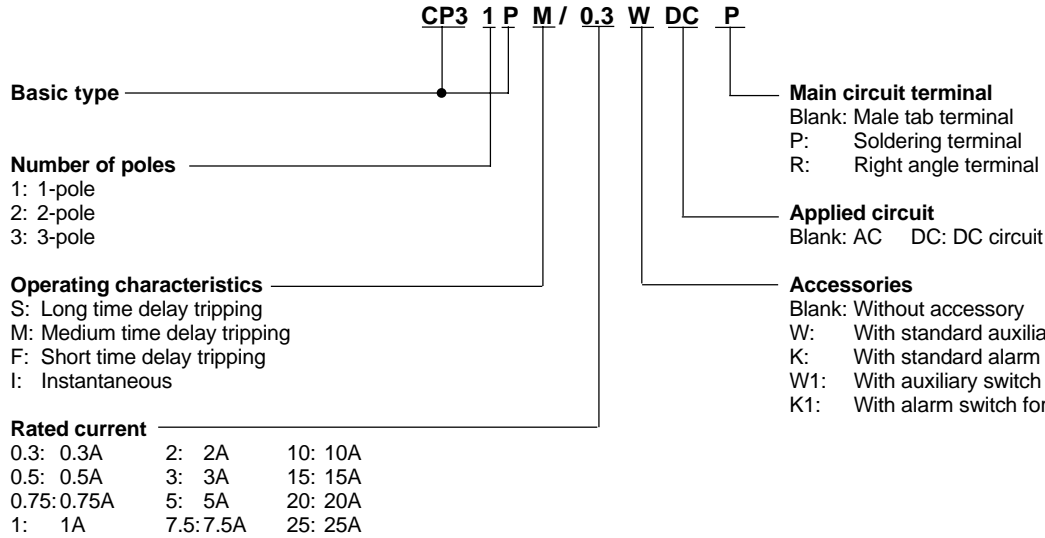 CP3 1 P M / 0.3 W DC P
Basic type
Number of poles
1: 1-pole
2: 2-pole
3: 3-pole
Operating characteristics
S: Long time delay tripping
M: Medium time delay tripping
F: Short time delay tripping
I: Instantaneous
Rated current
0.3: 0.3A 2: 2A 10: 10A
0.5: 0.5A 3: 3A 15: 15A
0.75: 0.75A 5: 5A 20: 20A
1: 1A 7.5: 7.5A 25: 25A
Main circuit terminal
Blank: Male tab terminal
P: Soldering terminal
R: Right angle terminal
Applied circuit
Blank: AC DC: DC circuit
Accessories
Blank: Without accessory
W: With standard
K: With standard alarm
W1: With auxiliary switch
K1: With alarm switch for